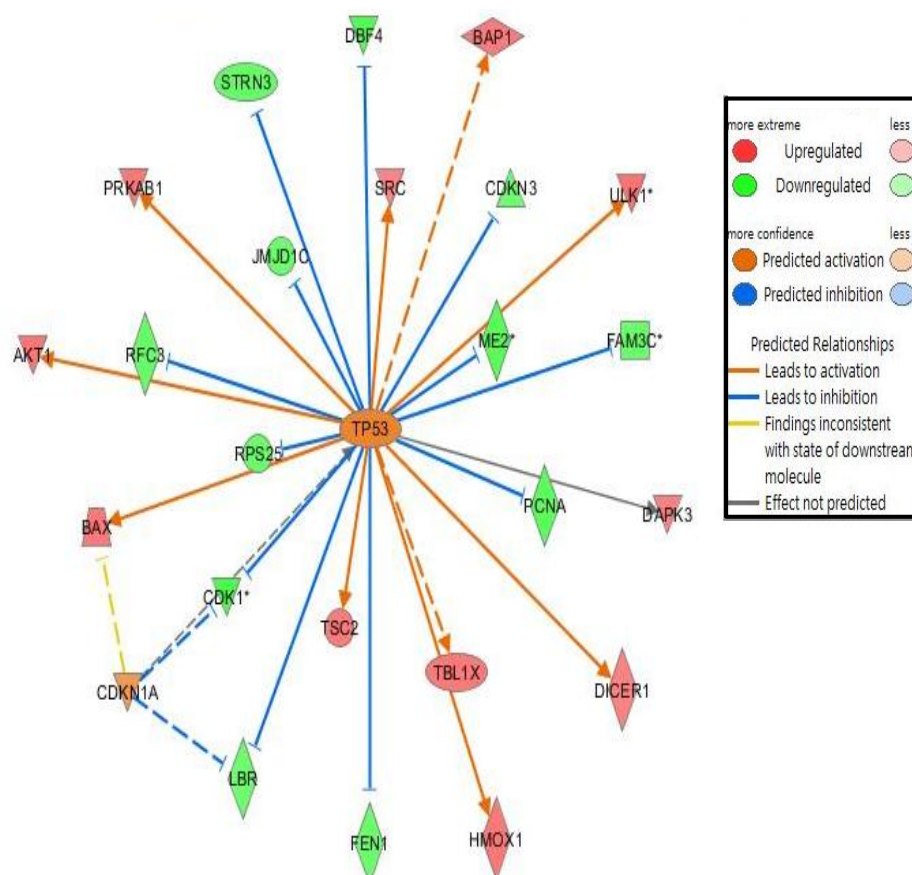 DBF4
BAP1
STRN3
PRKAB1
SRC
CDKN3
ULK1*
JMJD1C
AKT1
RFC3
ME2*
FAM3C*
TP53
RPS25
PCNA
DAPK3
BAX
CDK1*
TSC2
CDKN1A
TBL1X
DICER1
LBR
FEN1
HMOX1
more extreme less
Upregulated
Downregulated
more confidence less
Predicted activation
Predicted inhibition
Predicted Relationships
Leads to activation
Leads to inhibition
Findings inconsistent
with state of downstream
molecule
Effect not predicted